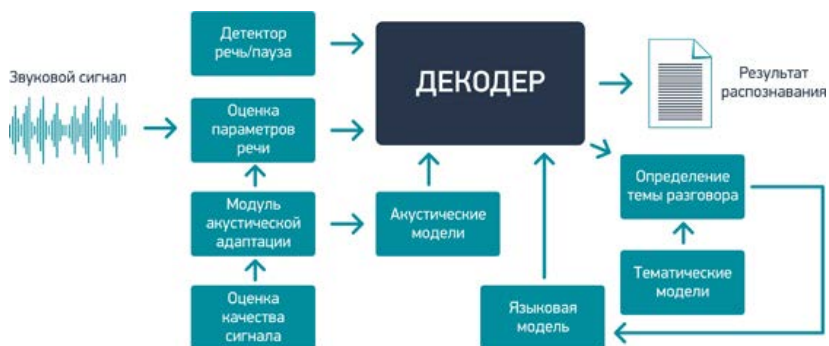 Звуковой сигнал
Детектор
речь/пауза
Оценка
параметров
речи
Модуль
акустической
адаптации
Оценка
качества
сигнала
ДЕКОДЕР
Акустические
модели
Языковая
модель
Результат
распознавания
Определение
темы разговора
Тематические
модели